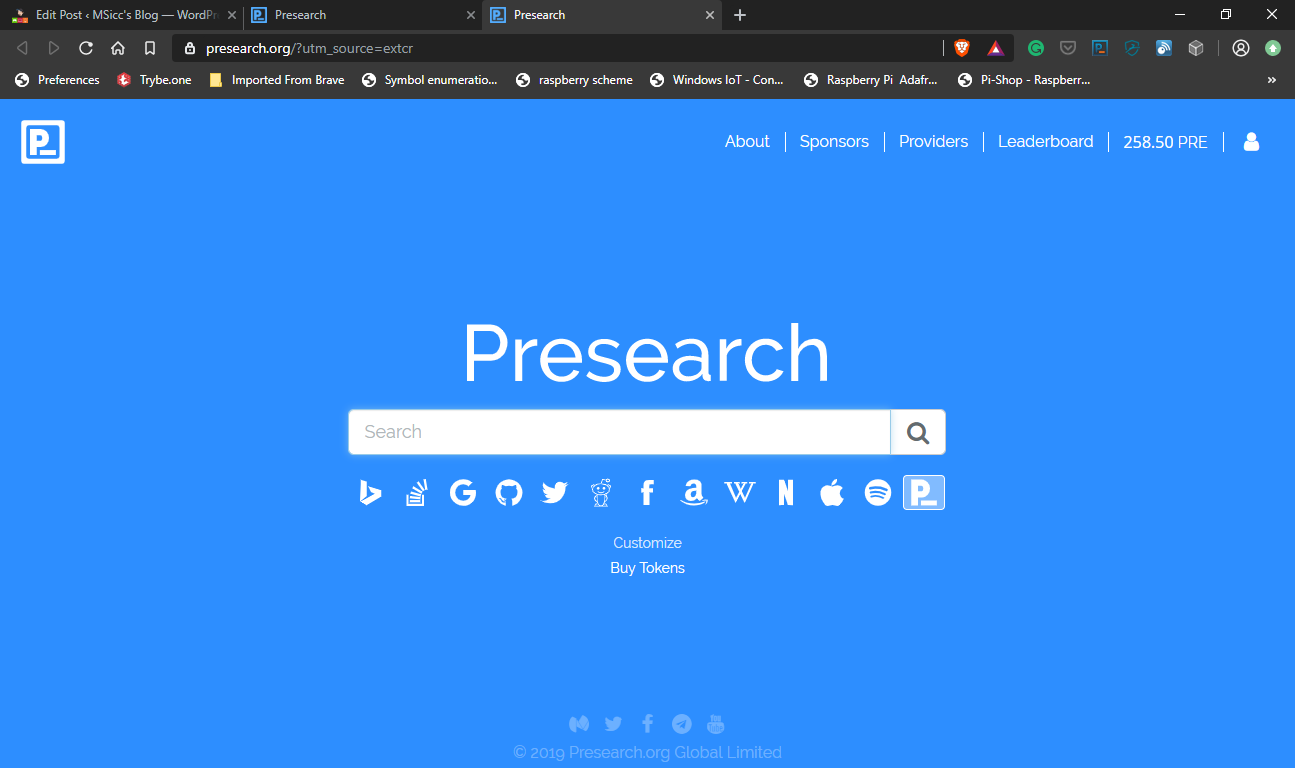 Edit Post ‹ MSicc's Blog — WordPr
Presearch
Presearch
presearch.org/?utm_source=extcr
Preferences
Trybe.one
Imported From Brave
Symbol enumeratio...
raspberry scheme
Windows IoT - Con...
Raspberry Pi Adafr...
Pi-Shop - Raspberr...
»
P_
About
Sponsors
Providers
Leaderboard
258.50 PRE
Presearch
Search
Customize
Buy Tokens
© 2019 Presearch.org Global Limited